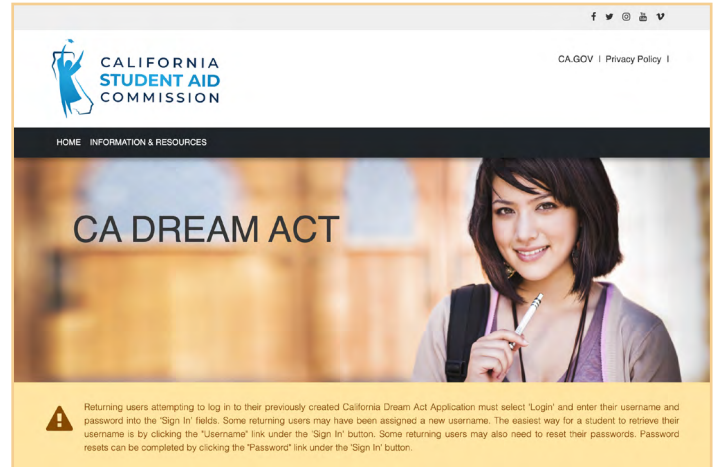 CA.GOV | Privacy Policy |
CALIFORNIA
STUDENT AID
COMMISSION
HOME INFORMATION & RESOURCES
CA DREAM ACT
Returning users attempting to log in to their previously created California Dream Act Application must select 'Login' and enter their username and
password into the 'Sign In' fields. Some returning users may have been assigned a new username. The easiest way for a student to retrieve their
username is by clicking the "Username" link under the 'Sign In' button. Some returning users may also need to reset their passwords. Password
resets can be completed by clicking the "Password" link under the 'Sign In' button.